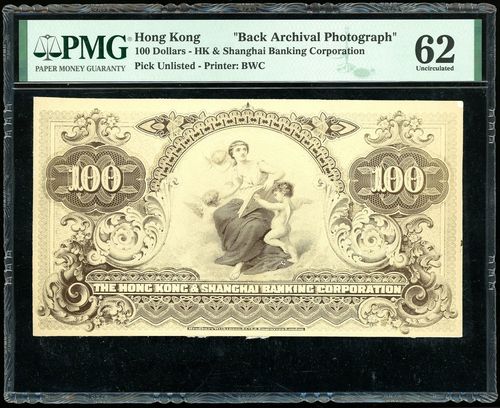 PMG
PAPER MONEY GUARANTY
Hong Kong "Back Archival Photograph"
100 Dollars - HK & Shanghai Banking Corporation
Pick Unlisted - Printer: BWC
62
Uncirculated
100
100
THE HONG KONG & SHANGHAI BANKING CORPORATION